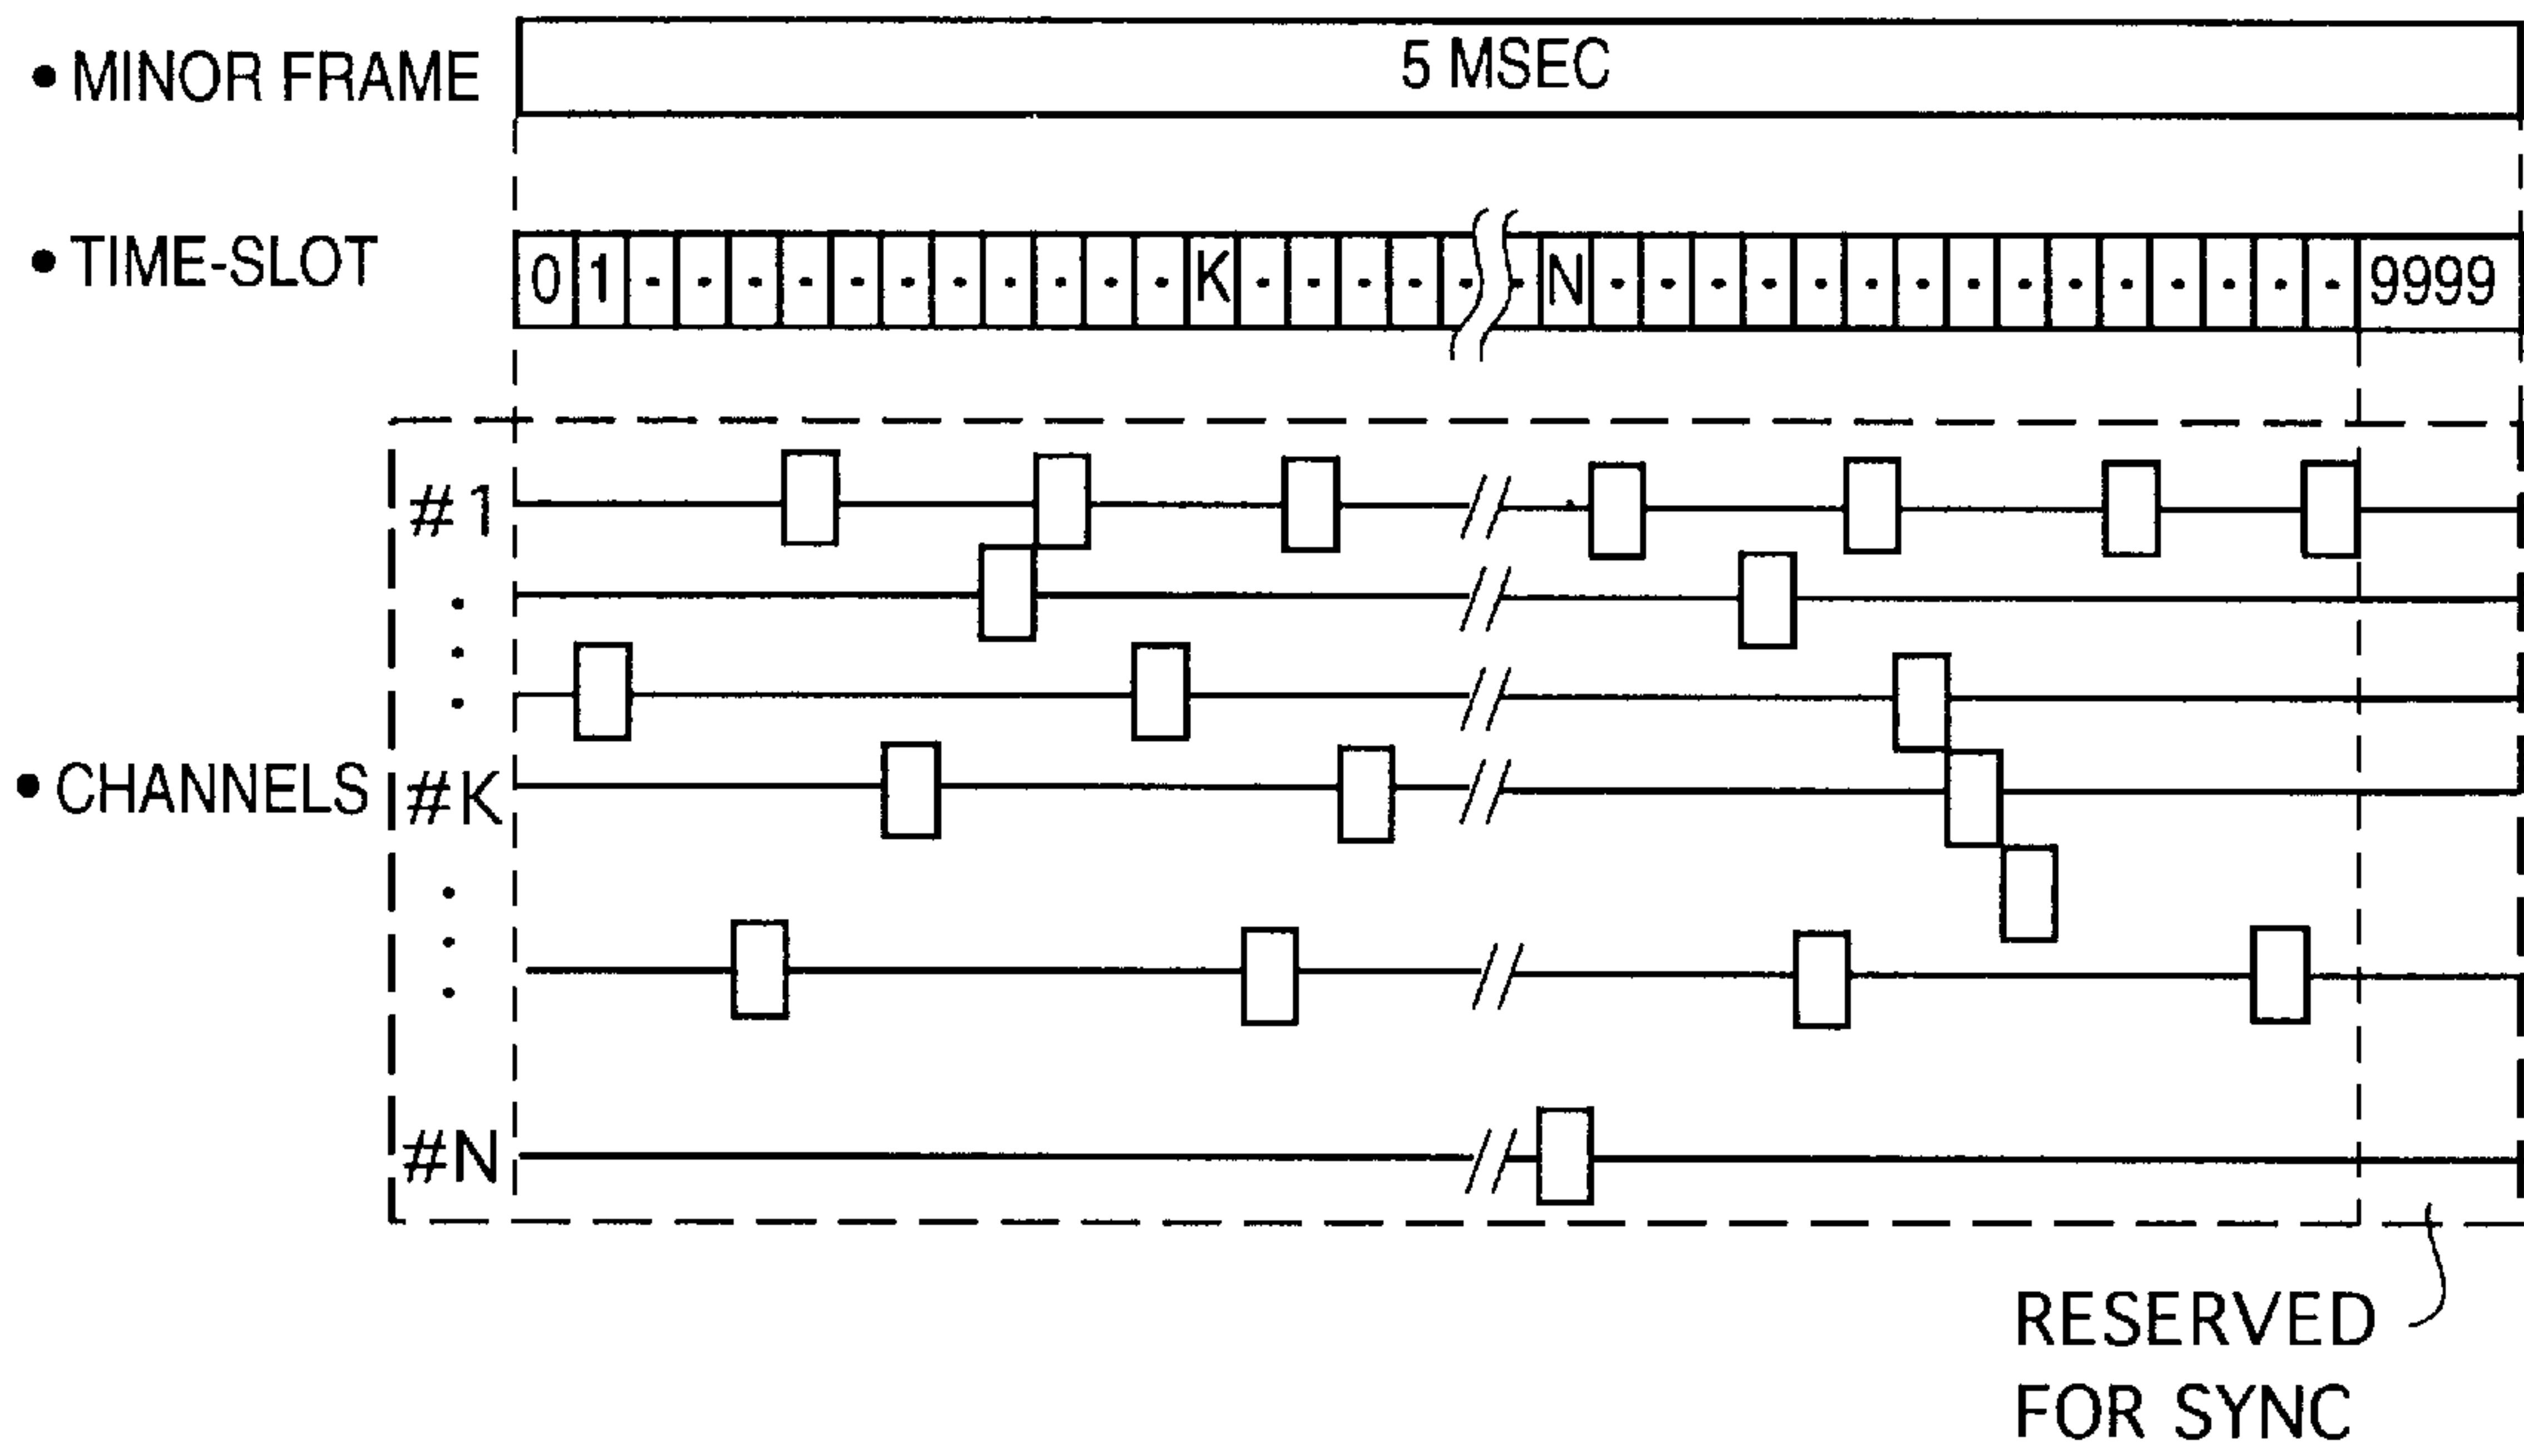 • MINOR FRAME 5 MSEC
• TIME-SLOT 0 1 · · · · · · · · · · · K · · · · · · N · · · · · · · · · · · · · · · 9999
#1
·
·
·
• CHANNELS #K
·
·
·
#N
RESERVED
FOR SYNC